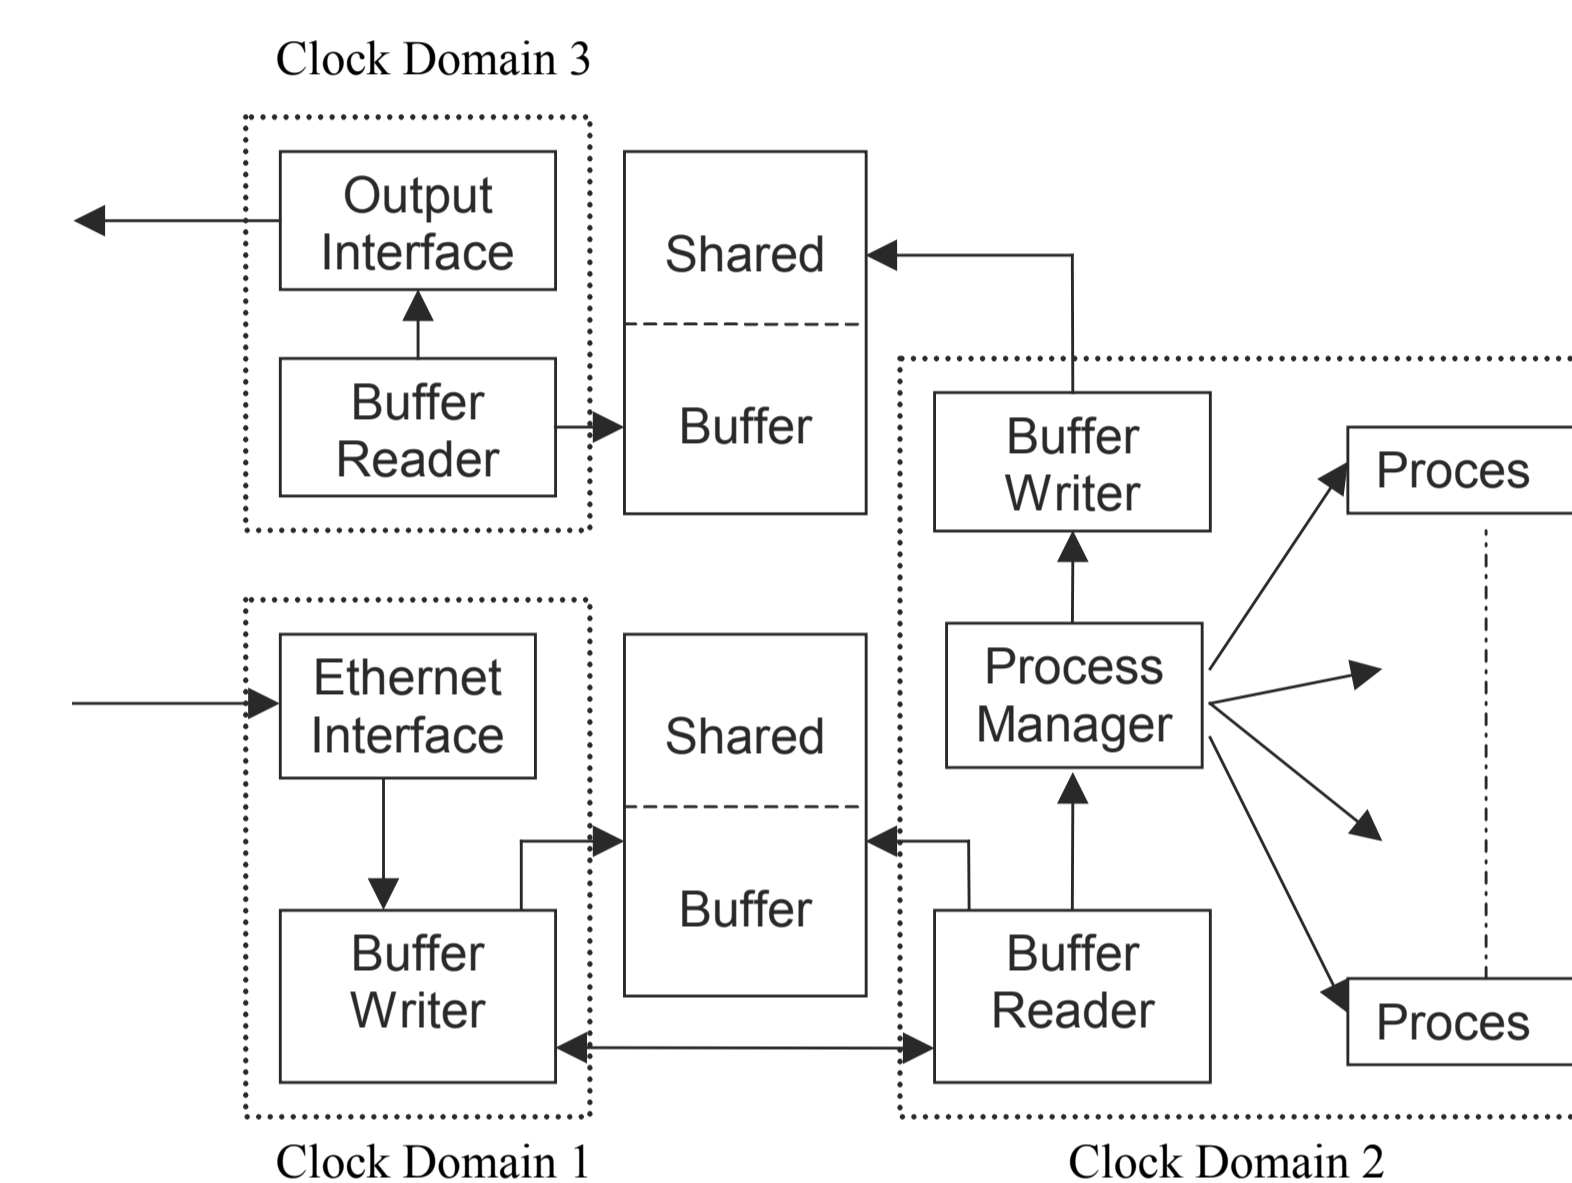 Clock Domain 3
Output
Interface
Buffer
Reader
Shared
Buffer
Buffer
Writer
Proces
Process
Manager
Ethernet
Interface
Shared
Buffer
Buffer
Writer
Buffer
Reader
Proces
Clock Domain 1
Clock Domain 2